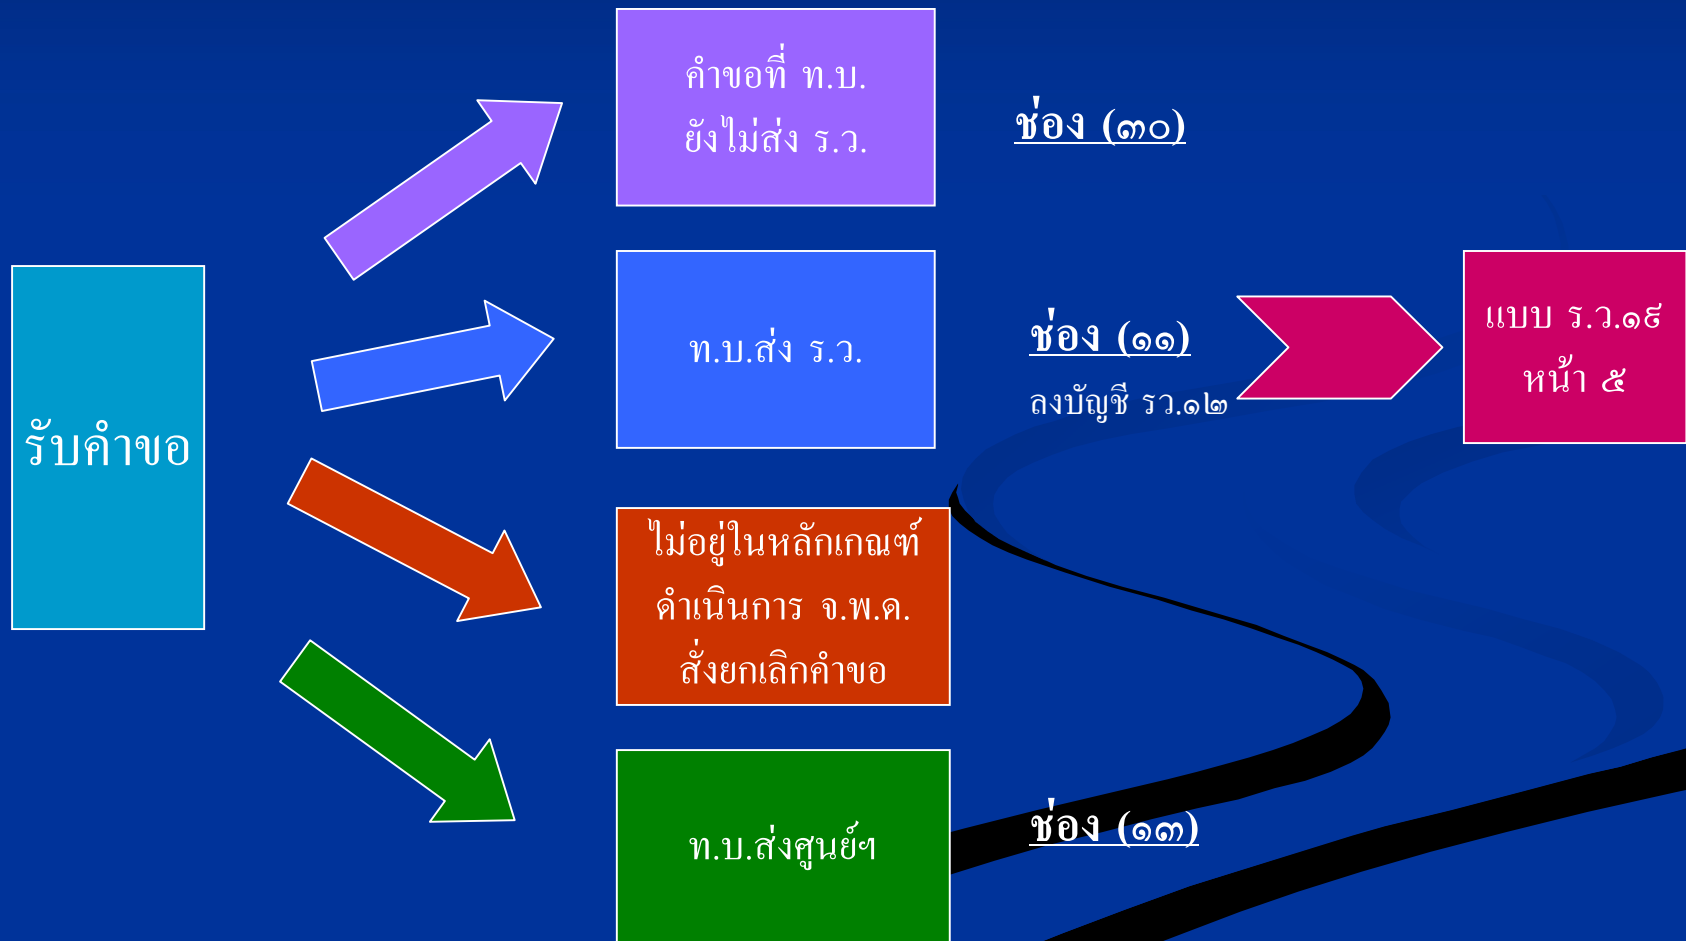 คำขอที่ ท.บ.
ยังไม่ส่ง ร.ว.
ช่อง (๓๐)
รับคำขอ
ท.บ.ส่ง ร.ว.
ช่อง (๑๑)
ลงบัญชี รว.๑๒
แบบ ร.ว.๑๙
หน้า ๕
ไม่อยู่ในหลักเกณฑ์
ดำเนินการ จ.พ.ด.
สั่งยกเลิกคำขอ
ท.บ.ส่งศูนย์ฯ
ช่อง (๑๓)